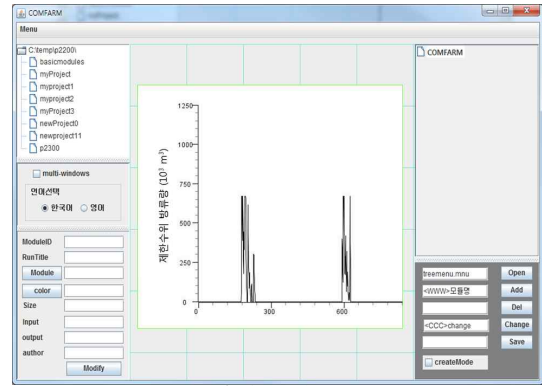 COMFARM
Menu
C:\temp\p2200\
basicmodules
myProject
myproject1
myproject2
myProject3
newProject0
newproject11
p2300
multi-windows
언어선택
한국어 영어
ModuleID
RunTitle
Module
color
Size
Input
output
author
Modify
제한수위 방류량 (10³ m³)
1250
1000
750
500
250
0
0 300 600
COMFARM
treemenu.mnu Open
<WWW>모듈명 Add
Del
<CCC>change Change
Save
createMode